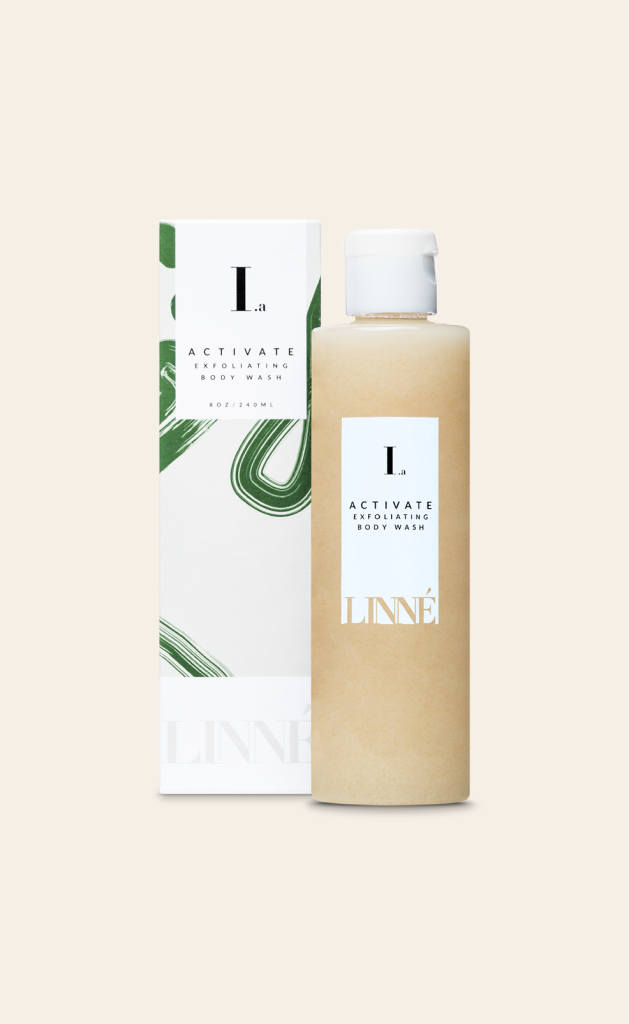 I.a
ACTIVATE
EXFOLIATING
BODY WASH
8OZ/240ML
LINNÉ
I.a
ACTIVATE
EXFOLIATING
BODY WASH
LINNÉ